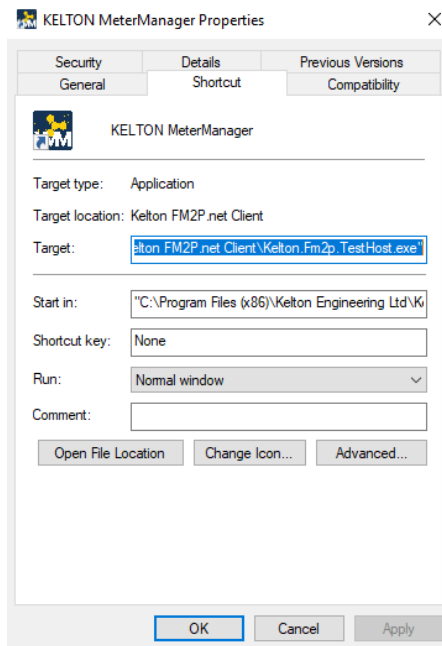 KELTON MeterManager Properties
Security Details Previous Versions
General Shortcut Compatibility
MM
KELTON MeterManager
Target type: Application
Target location: Kelton FM2P.net Client
Target: elton FM2P.net Client\Kelton.Fm2p.TestHost.exe"
Start in: "C:\Program Files (x86)\Kelton Engineering Ltd\K
Shortcut key: None
Run: Normal window
Comment:
Open File Location Change Icon... Advanced...
OK Cancel Apply